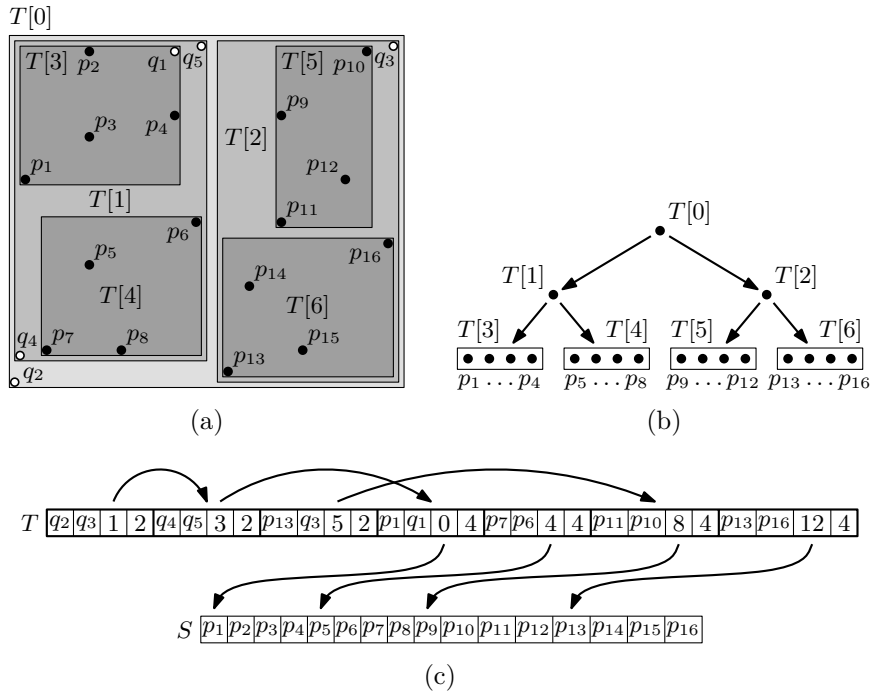 T[0]
T[3] p₂ q₁ q₅ T[5] p₁₀ q₃
p₃ p₄ p₉
T[2]
p₁ p₁₂
T[1] p₁₁
p₆
p₅ p₁₆
T[4] p₁₄ T[6]
q₄ p₇ p₈ p₁₅
q₂ p₁₃
(a)
T[0]
T[1] T[2]
T[3] T[4] T[5] T[6]
p₁ … p₄ p₅ … p₈ p₉ … p₁₂ p₁₃ … p₁₆
(b)
T q₂ q₃ 1 2 q₄ q₅ 3 2 p₁₃ q₃ 5 2 p₁ q₁ 0 4 p₇ p₆ 4 4 p₁₁ p₁₀ 8 4 p₁₃ p₁₆ 12 4
S p₁ p₂ p₃ p₄ p₅ p₆ p₇ p₈ p₉ p₁₀ p₁₁ p₁₂ p₁₃ p₁₄ p₁₅ p₁₆
(c)